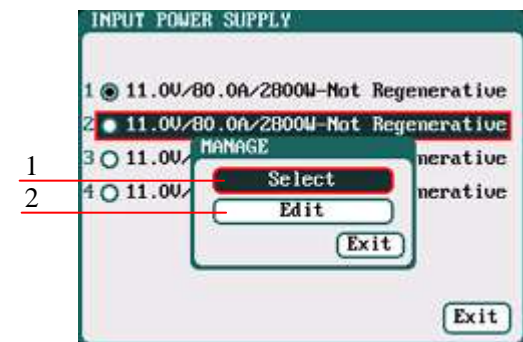 INPUT POWER SUPPLY
1 11.0V/80.0A/2800W-Not Regenerative
2 11.0V/80.0A/2800W-Not Regenerative
MANAGE
3 11.0V/ nerative
1 Select
4 11.0V/ nerative
2 Edit
Exit
Exit